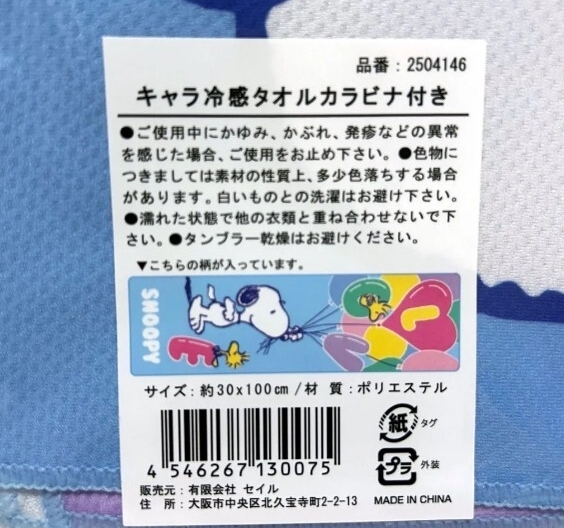 品番：2504146
キャラ冷感タオルカラビナ付き
●ご使用中にかゆみ、かぶれ、発疹などの異常
を感じた場合、ご使用をお止め下さい。●色物に
つきましては素材の性質上、多少色落ちする場合
があります。白いものとの洗濯はお避け下さい。
●濡れた状態で他の衣類と重ね合わせないで下
さい。●タンブラー乾燥はお避けください。
▼こちらの柄が入っています。
SNOOPY
サイズ：約30x100cm/材 質：ポリエステル
4 546267 130075
紙 タグ
プラ 外装
販売元：有限会社 セイル
住 所：大阪市中央区北久宝寺町2-2-13
MADE IN CHINA